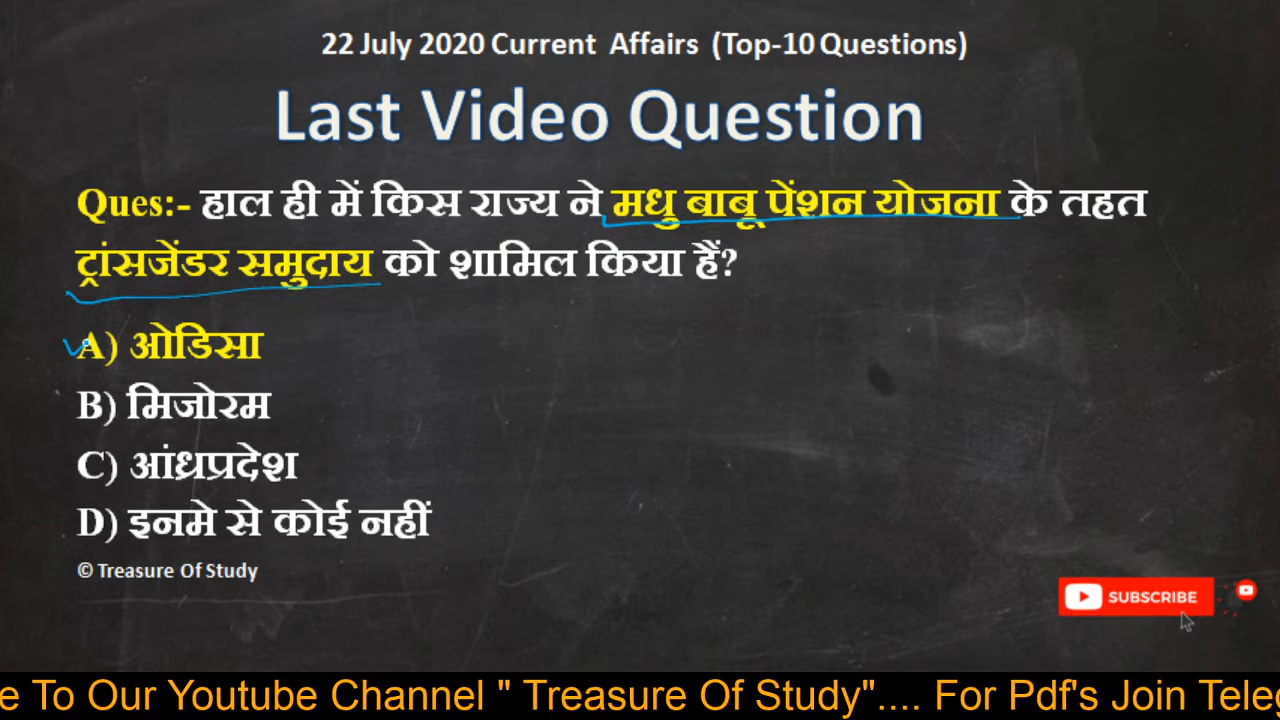 22 July 2020 Current Affairs (Top-10 Questions)
Last Video Question
Ques:- हाल ही में किस राज्य ने मधु बाबू पेंशन योजना के तहत
ट्रांसजेंडर समुदाय को शामिल किया हैं?
A) ओडिसा
B) मिजोरम
C) आंध्रप्रदेश
D) इनमे से कोई नहीं
© Treasure Of Study
SUBSCRIBE
e To Our Youtube Channel " Treasure Of Study".... For Pdf's Join Teleg